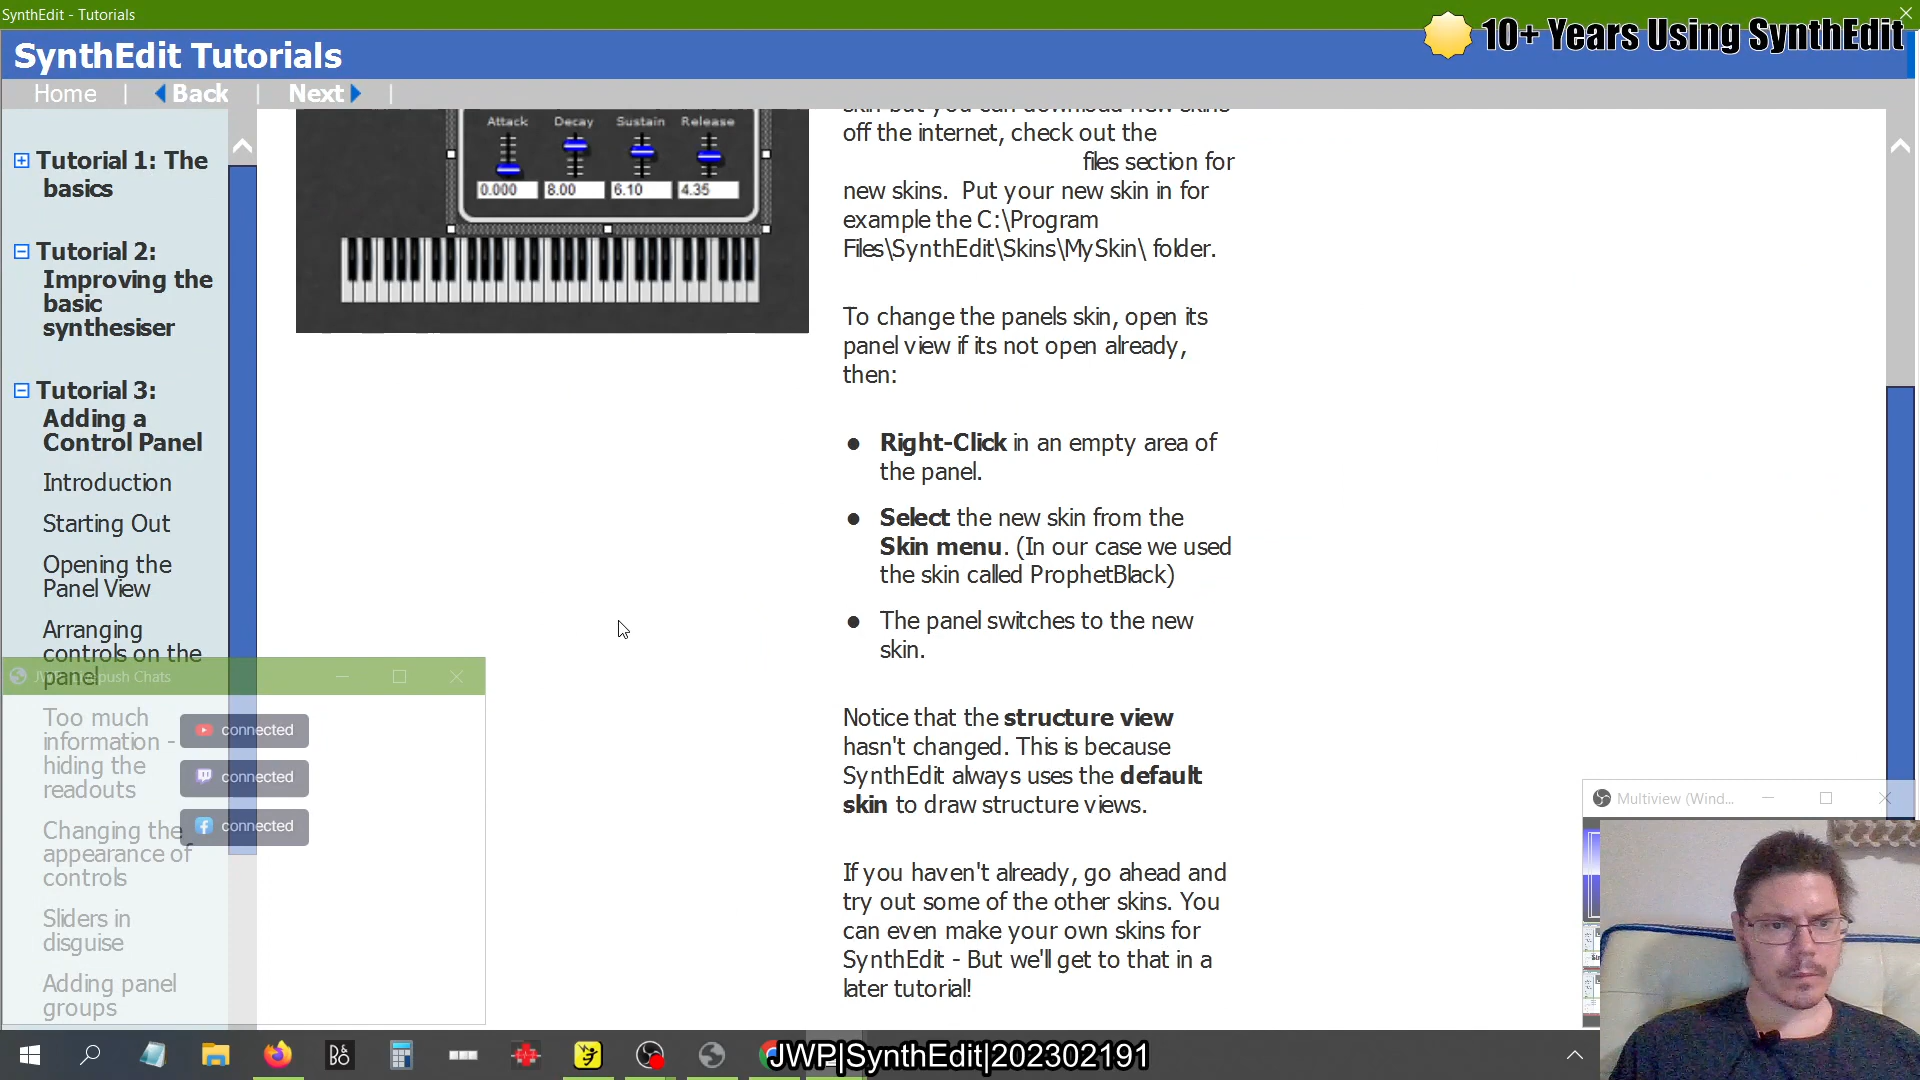 SynthEdit - Tutorials
10+ Years Using SynthEdit
SynthEdit Tutorials
Home | Back | Next |
Tutorial 1: The
basics
Tutorial 2:
Improving the
basic
synthesiser
Tutorial 3:
Adding a
Control Panel
Introduction
Starting Out
Opening the
Panel View
Arranging
controls on the
panel
Too much
information -
hiding the
readouts
Changing the
appearance of
controls
Sliders in
disguise
Adding panel
groups
Chats
connected
connected
connected
Attack Decay Sustain Release
0.000 8.00 6.10 4.35
skin but you can download new skins
off the internet, check out the
files section for
new skins. Put your new skin in for
example the C:\Program
Files\SynthEdit\Skins\MySkin\ folder.
To change the panels skin, open its
panel view if its not open already,
then:
● Right-Click in an empty area of
the panel.
● Select the new skin from the
Skin menu. (In our case we used
the skin called ProphetBlack)
● The panel switches to the new
skin.
Notice that the structure view
hasn't changed. This is because
SynthEdit always uses the default
skin to draw structure views.
If you haven't already, go ahead and
try out some of the other skins. You
can even make your own skins for
SynthEdit - But we'll get to that in a
later tutorial!
Multiview (Wind...
JWP|SynthEdit|202302191